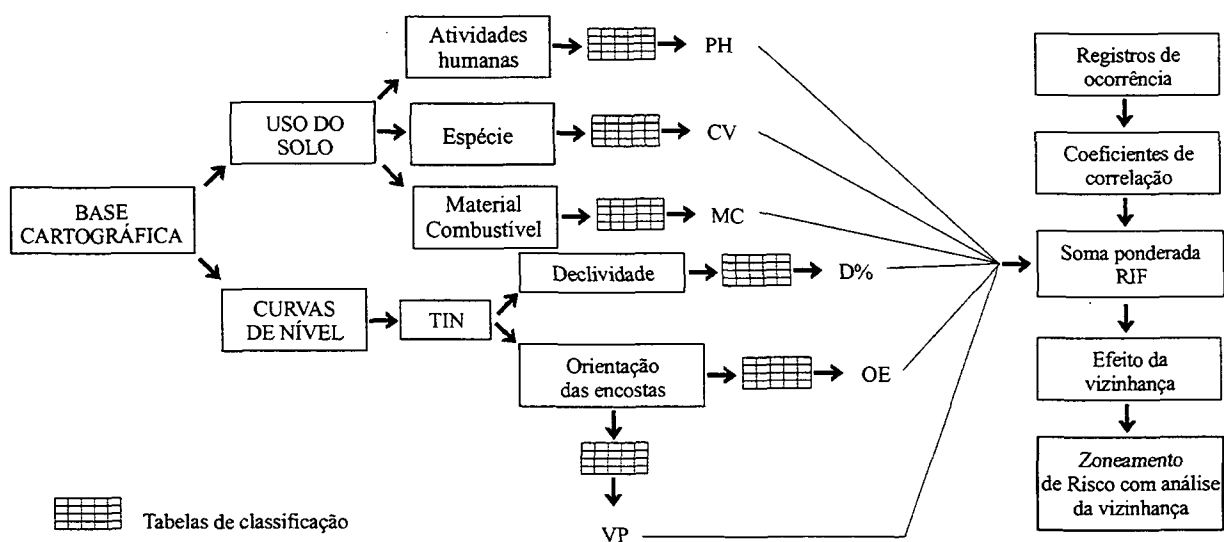 Atividades
humanas
PH
Registros de
ocorrência
USO DO
SOLO
Espécie
CV
Coeficientes de
correlação
BASE
CARTOGRÁFICA
Material
Combustível
MC
Declividade
D%
Soma ponderada
RIF
CURVAS
DE NÍVEL
TIN
Orientação
das encostas
OE
Efeito da
vizinhança
Zoneamento
de Risco com análise
da vizinhança
Tabelas de classificação
VP